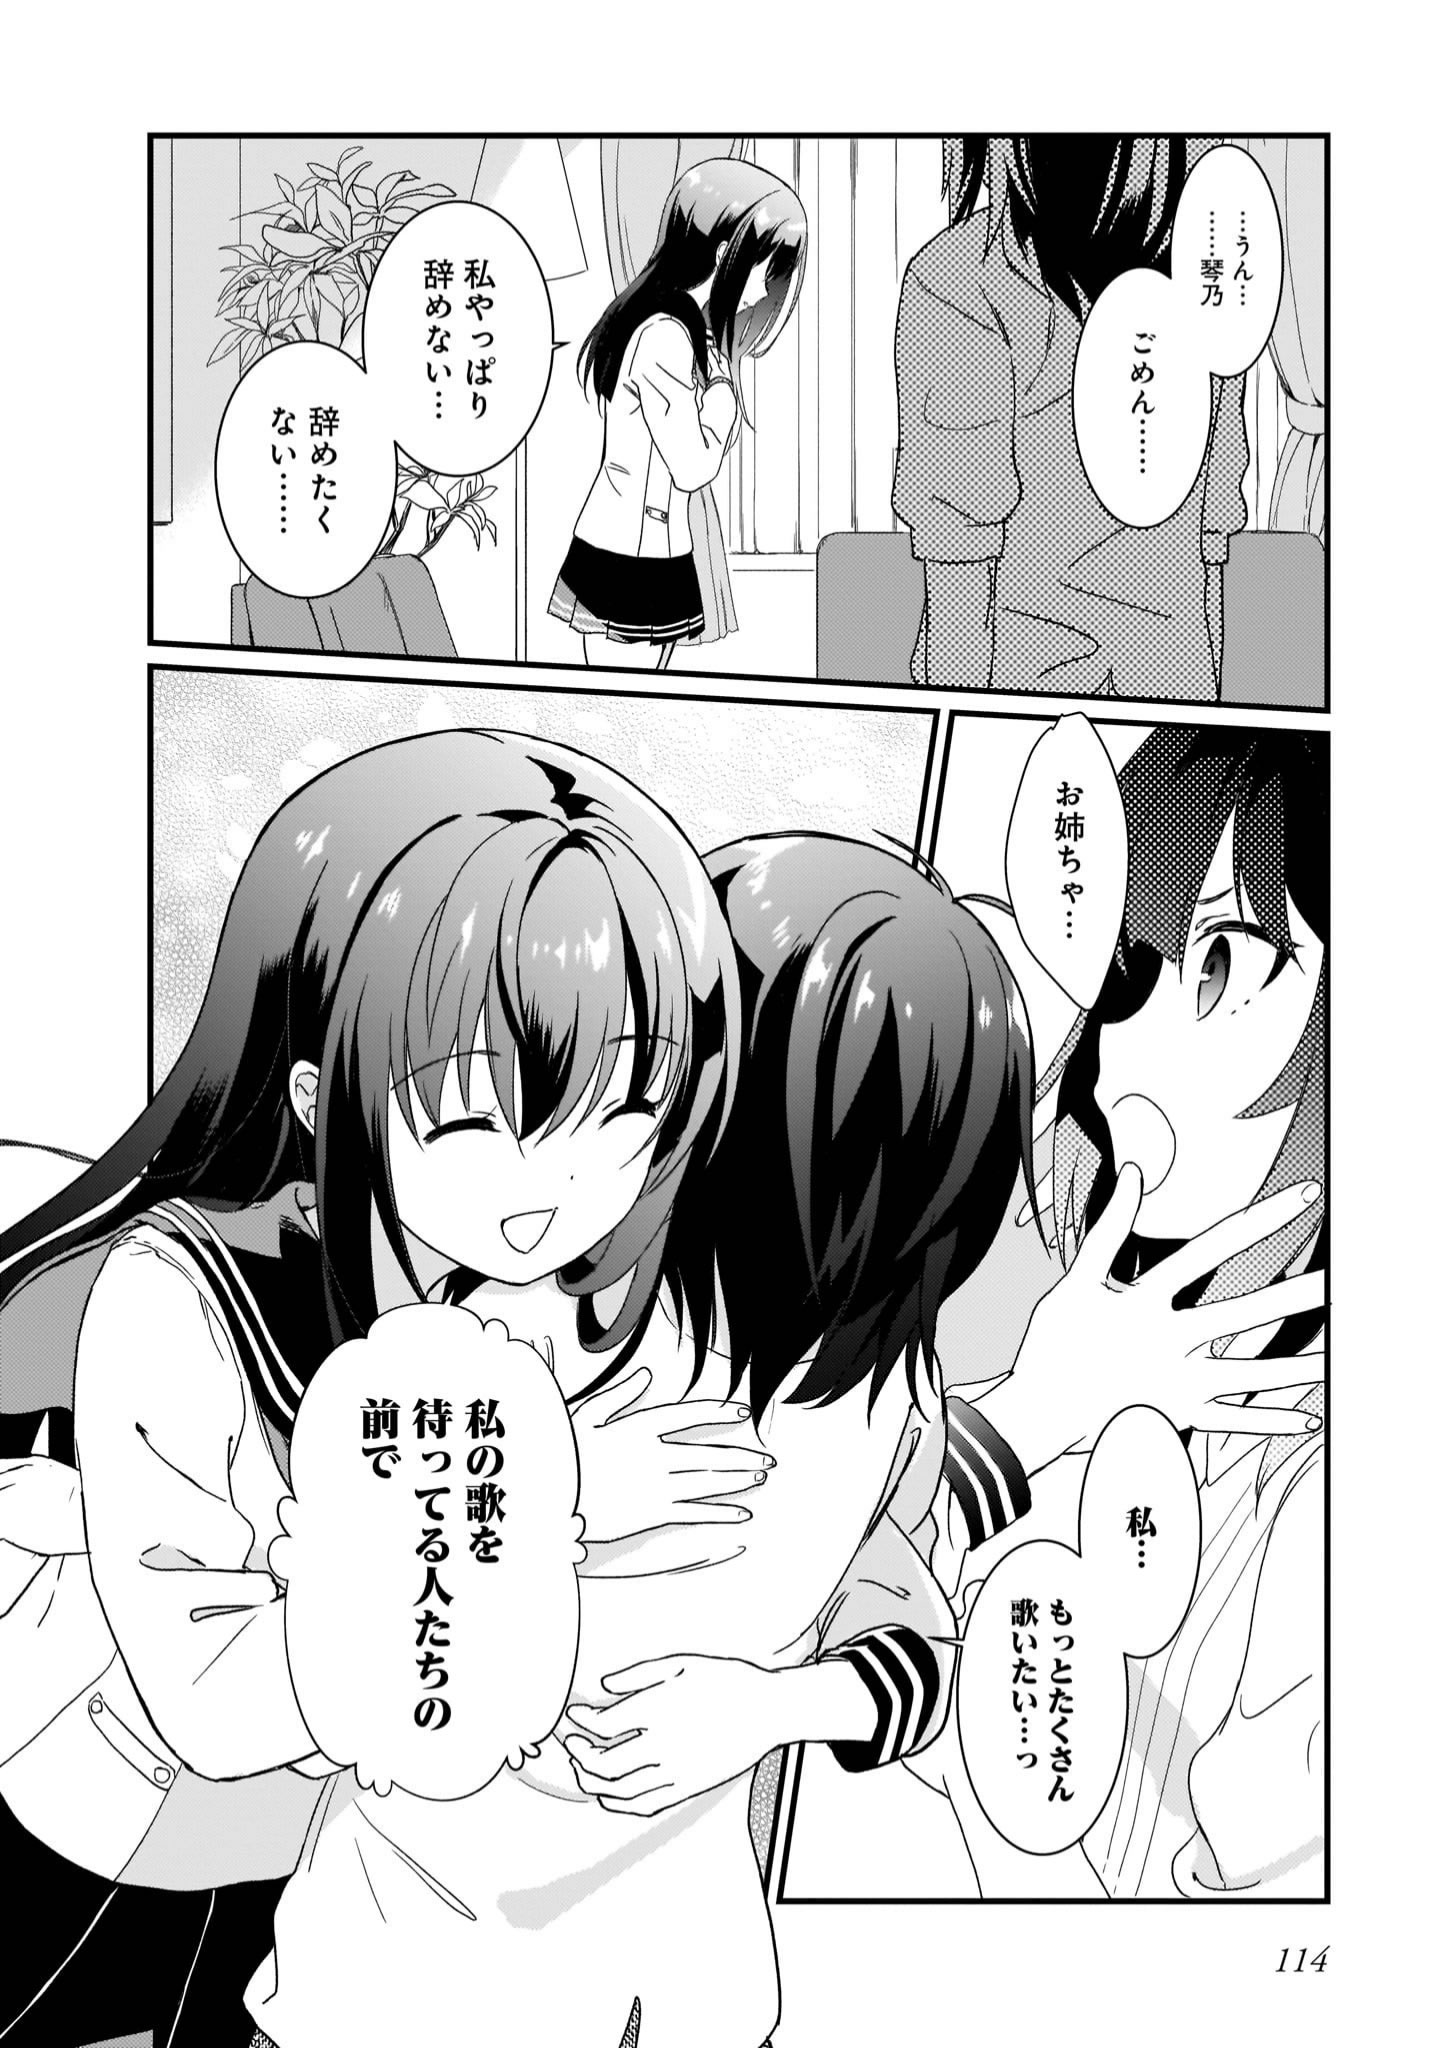 …うん…
……琴乃
ごめん……
私やっぱり
辞めない…
辞めたく
ない……
お姉ちゃ…
私…
もっとたくさん
歌いたい…っ
私の歌を
待ってる人たちの
前で
114